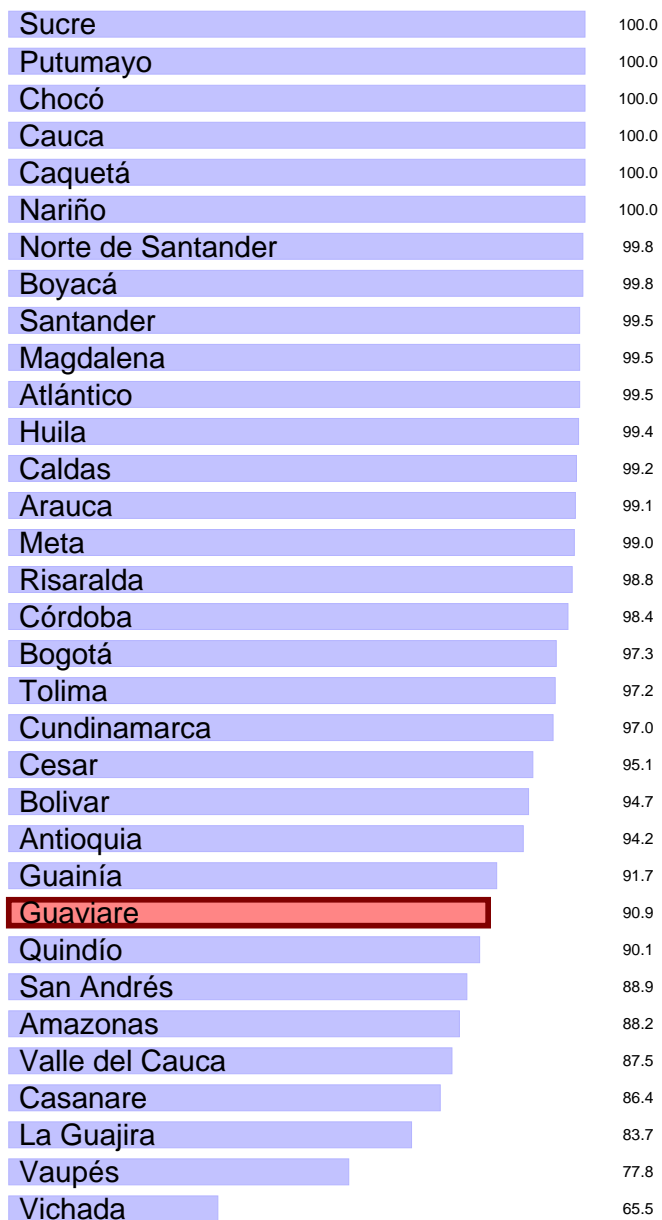 Sucre 100.0
Putumayo 100.0
Chocó 100.0
Cauca 100.0
Caquetá 100.0
Nariño 100.0
Norte de Santander 99.8
Boyacá 99.8
Santander 99.5
Magdalena 99.5
Atlántico 99.5
Huila 99.4
Caldas 99.2
Arauca 99.1
Meta 99.0
Risaralda 98.8
Córdoba 98.4
Bogotá 97.3
Tolima 97.2
Cundinamarca 97.0
Cesar 95.1
Bolivar 94.7
Antioquia 94.2
Guainía 91.7
Guaviare 90.9
Quindío 90.1
San Andrés 88.9
Amazonas 88.2
Valle del Cauca 87.5
Casanare 86.4
La Guajira 83.7
Vaupés 77.8
Vichada 65.5